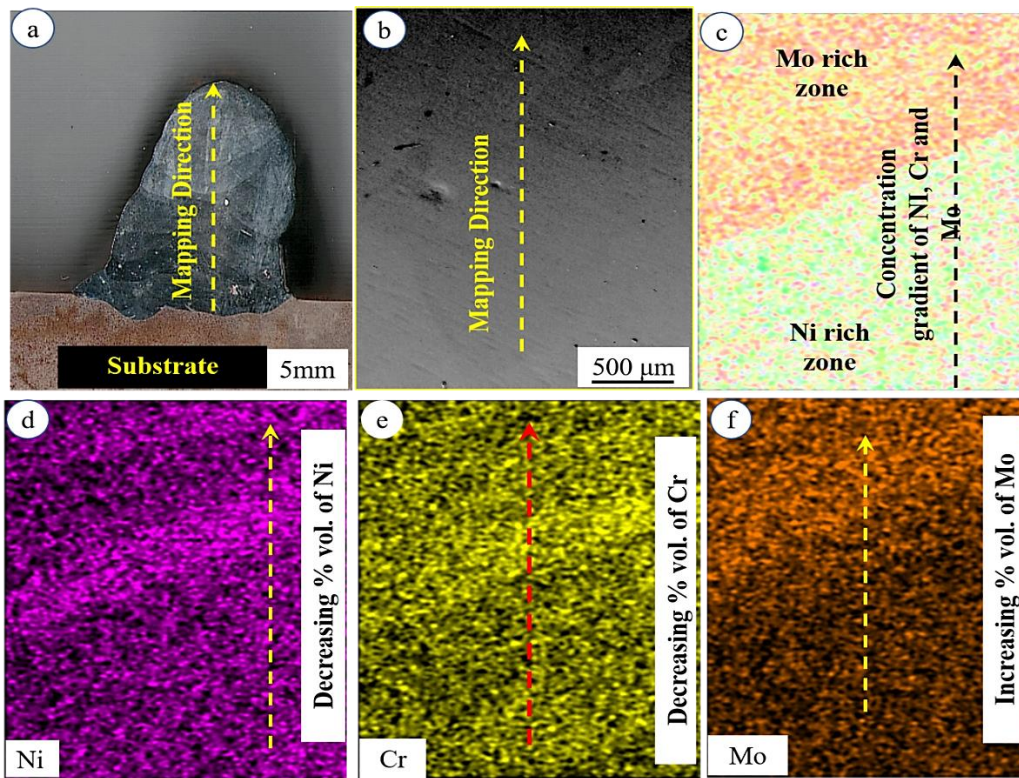 a
Mapping Direction
Substrate
5mm
b
Mapping Direction
500 µm
c
Mo rich
zone
Concentration
gradient of NI, Cr and
Mo
Ni rich
zone
d
Decreasing % vol. of Ni
Ni
e
Decreasing % vol. of Cr
Cr
f
Increasing % vol. of Mo
Mo